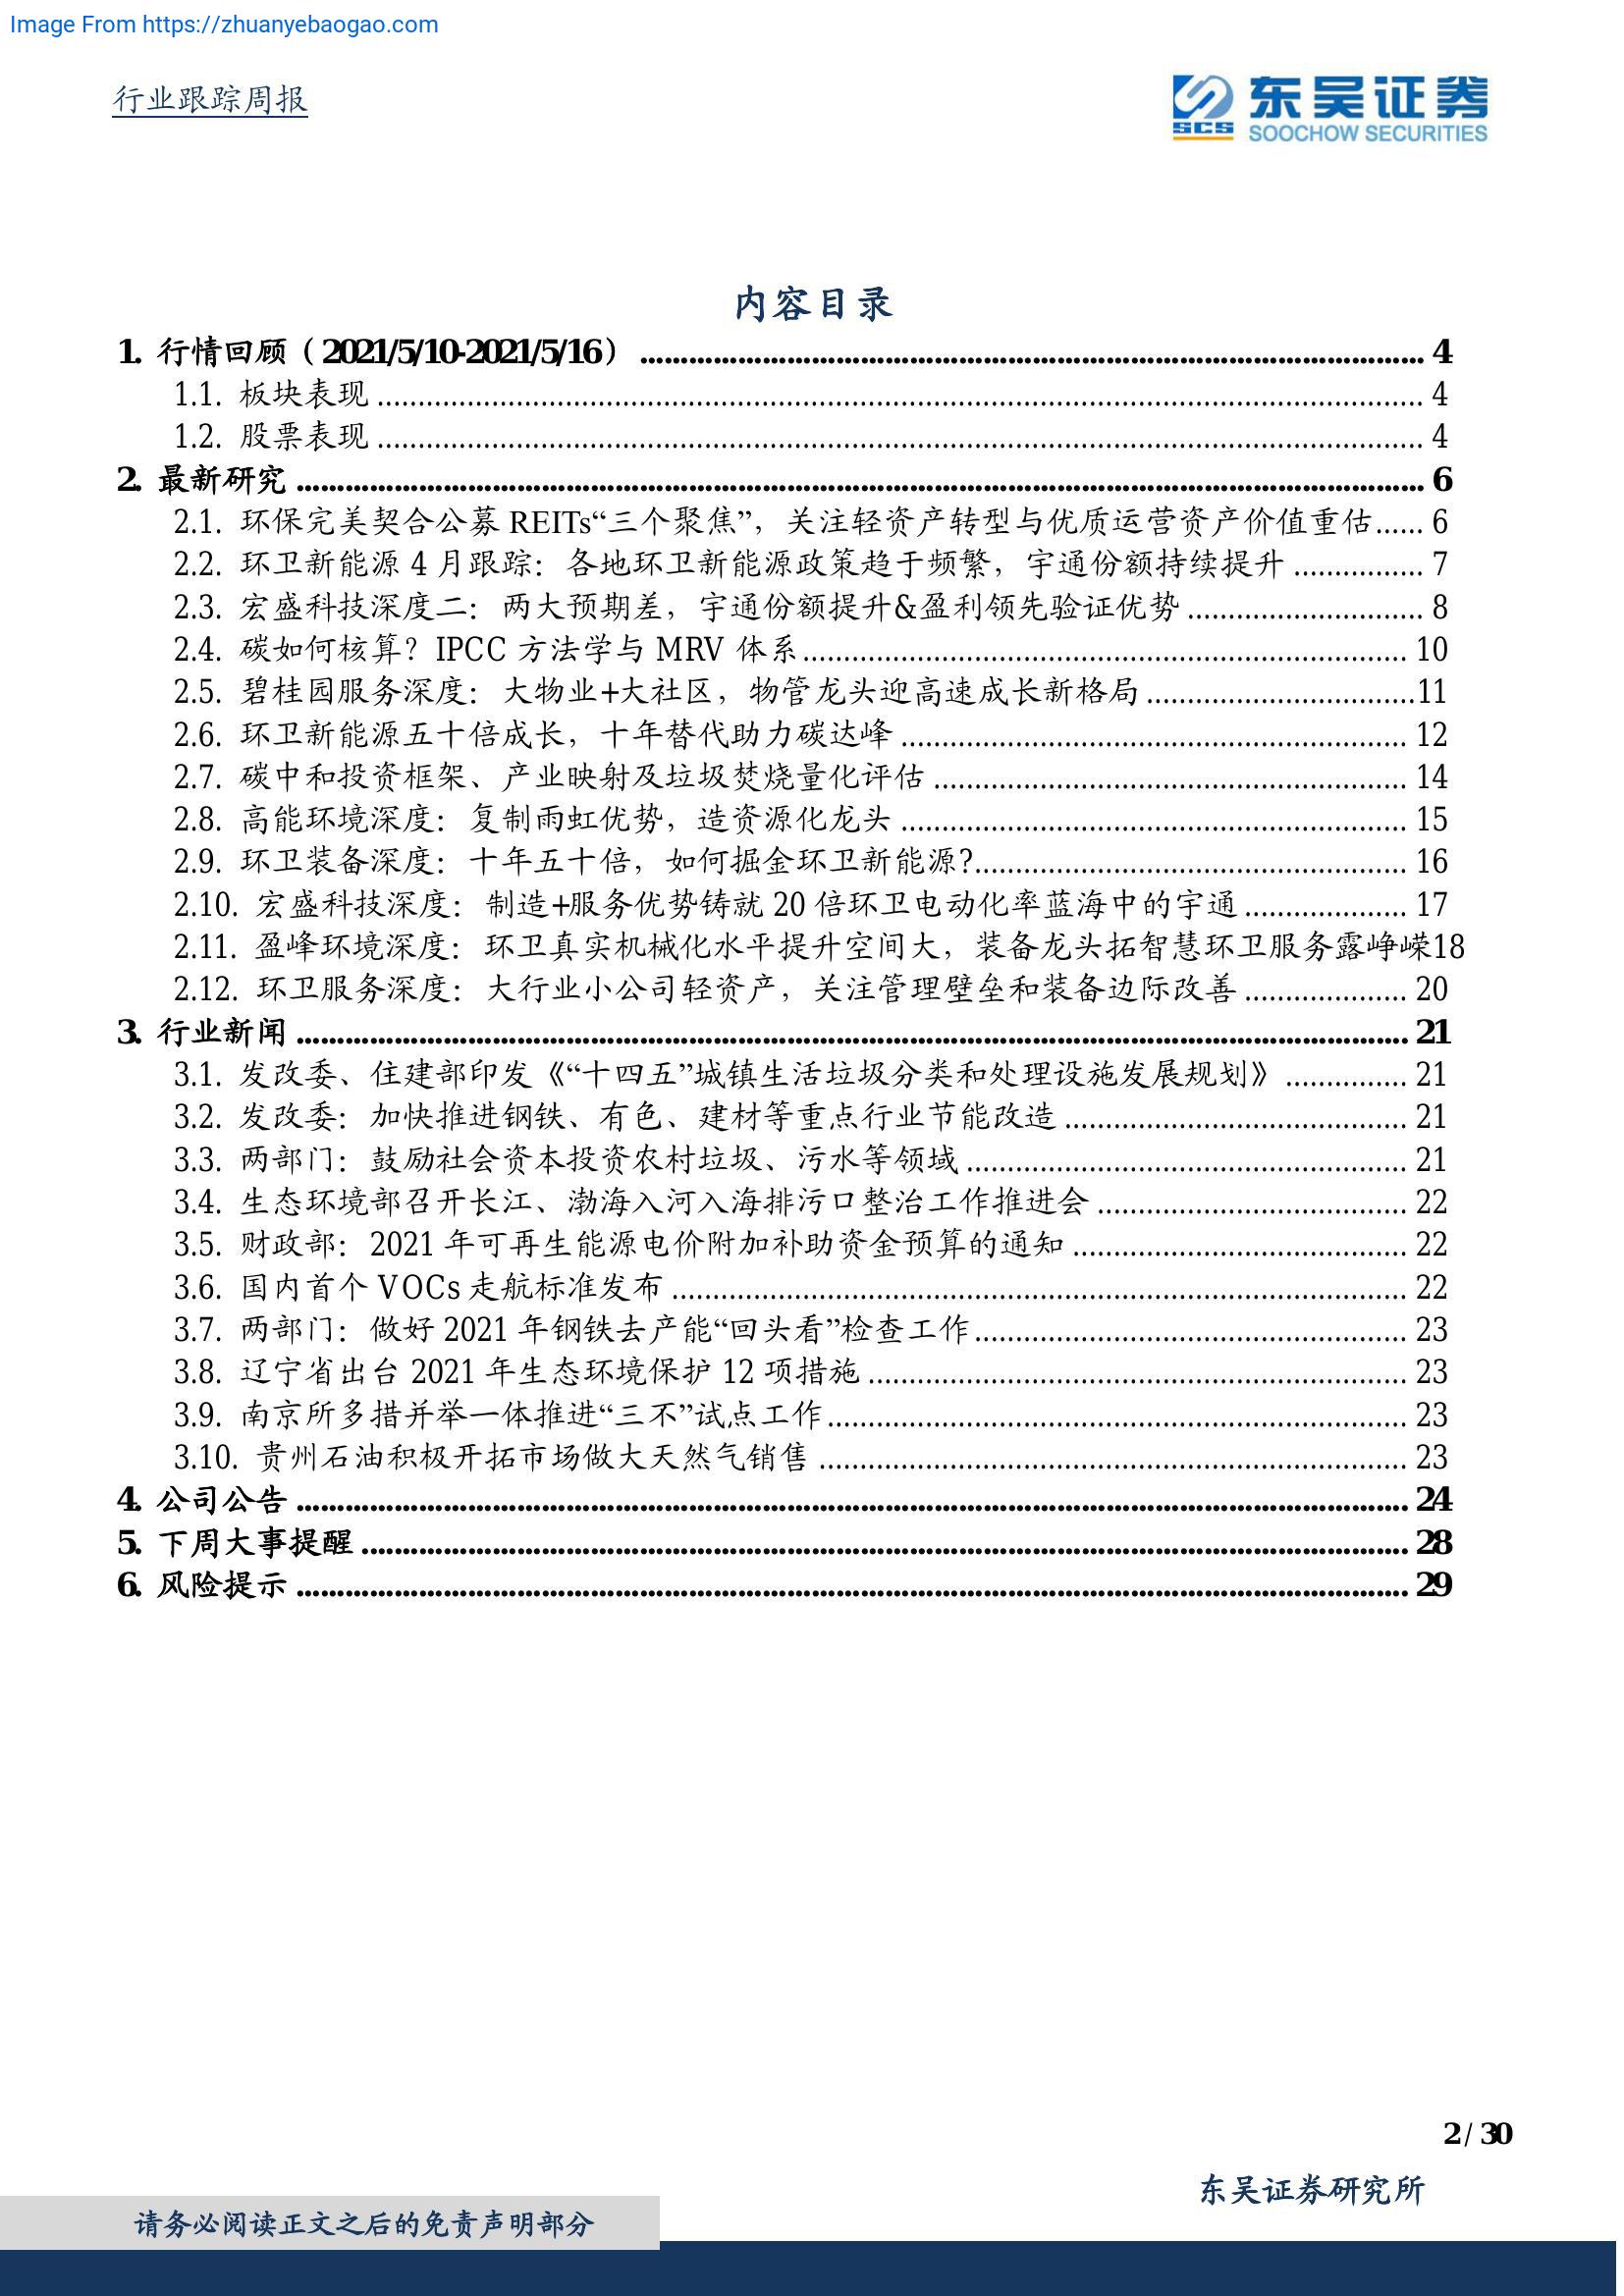 Image From https://zhuanyebaogao.com
行业跟踪周报
SCS 东吴证券
SOOCHOW SECURITIES
内容目录
1. 行情回顾（2021/5/10-2021/5/16） ........ 4
1.1. 板块表现 ........ 4
1.2. 股票表现 ........ 4
2. 最新研究 ........ 6
2.1. 环保完美契合公募 REITs“三个聚焦”，关注轻资产转型与优质运营资产价值重估...... 6
2.2. 环卫新能源 4 月跟踪：各地环卫新能源政策趋于频繁，宇通份额持续提升 ........ 7
2.3. 宏盛科技深度二：两大预期差，宇通份额提升&盈利领先验证优势 ........ 8
2.4. 碳如何核算？IPCC 方法学与 MRV 体系 ........ 10
2.5. 碧桂园服务深度：大物业+大社区，物管龙头迎高速成长新格局 ........ 11
2.6. 环卫新能源五十倍成长，十年替代助力碳达峰 ........ 12
2.7. 碳中和投资框架、产业映射及垃圾焚烧量化评估 ........ 14
2.8. 高能环境深度：复制雨虹优势，造资源化龙头 ........ 15
2.9. 环卫装备深度：十年五十倍，如何掘金环卫新能源? ........ 16
2.10. 宏盛科技深度：制造+服务优势铸就 20 倍环卫电动化率蓝海中的宇通 ........ 17
2.11. 盈峰环境深度：环卫真实机械化水平提升空间大，装备龙头拓智慧环卫服务露峥嵘18
2.12. 环卫服务深度：大行业小公司轻资产，关注管理壁垒和装备边际改善 ........ 20
3. 行业新闻 ........ 21
3.1. 发改委、住建部印发《“十四五”城镇生活垃圾分类和处理设施发展规划》 ........ 21
3.2. 发改委：加快推进钢铁、有色、建材等重点行业节能改造 ........ 21
3.3. 两部门：鼓励社会资本投资农村垃圾、污水等领域 ........ 21
3.4. 生态环境部召开长江、渤海入河入海排污口整治工作推进会 ........ 22
3.5. 财政部：2021 年可再生能源电价附加补助资金预算的通知 ........ 22
3.6. 国内首个 VOCs 走航标准发布 ........ 22
3.7. 两部门：做好 2021 年钢铁去产能“回头看”检查工作 ........ 23
3.8. 辽宁省出台 2021 年生态环境保护 12 项措施 ........ 23
3.9. 南京所多措并举一体推进“三不”试点工作 ........ 23
3.10. 贵州石油积极开拓市场做大天然气销售 ........ 23
4. 公司公告 ........ 24
5. 下周大事提醒 ........ 28
6. 风险提示 ........ 29
2 / 30
东吴证券研究所
请务必阅读正文之后的免责声明部分